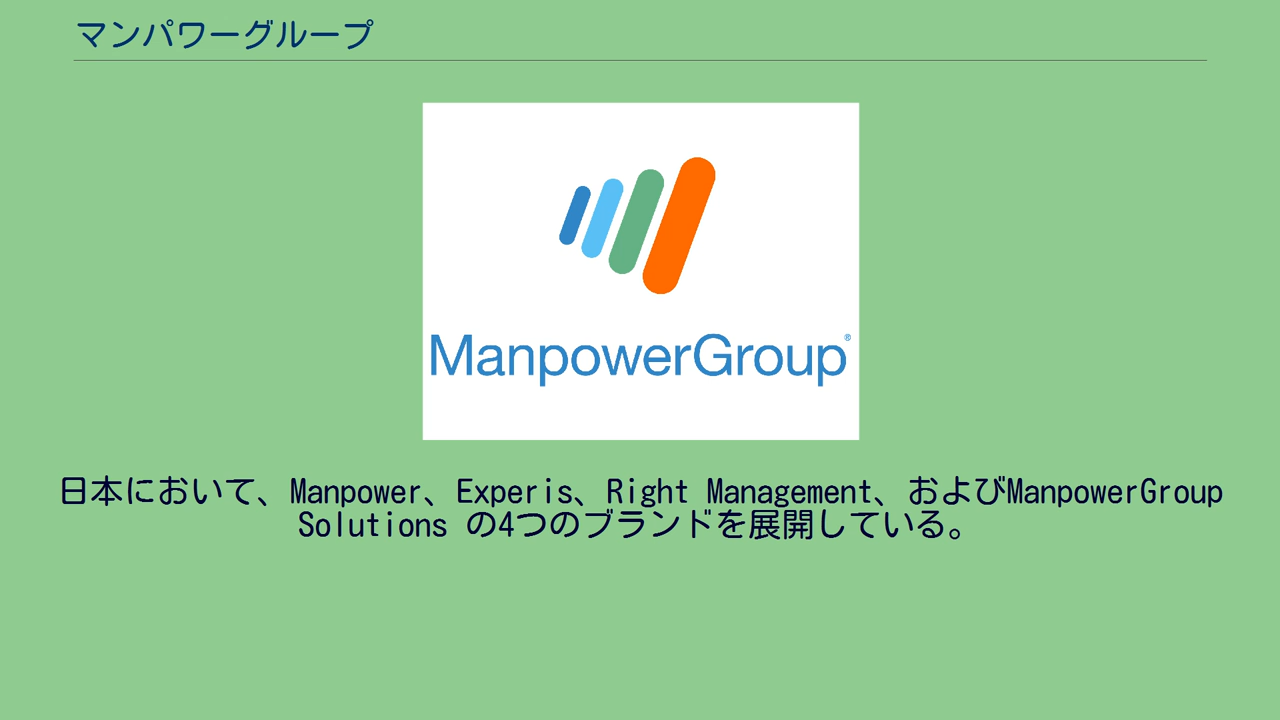 マンパワーグループ
ManpowerGroup®
日本において、Manpower、Experis、Right Management、およびManpowerGroup
Solutions の4つのブランドを展開している。